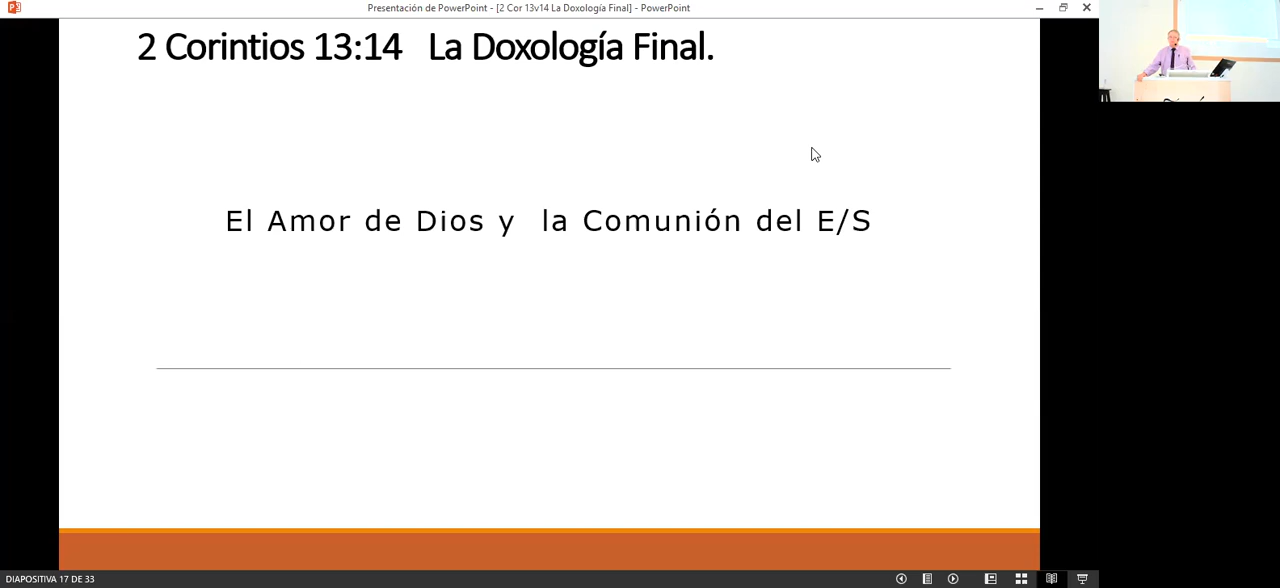 Presentación de PowerPoint - [2 Cor 13v14 La Doxología Final] - PowerPoint
2 Corintios 13:14 La Doxología Final.
El Amor de Dios y la Comunión del E/S
DIAPOSITIVA 17 DE 33